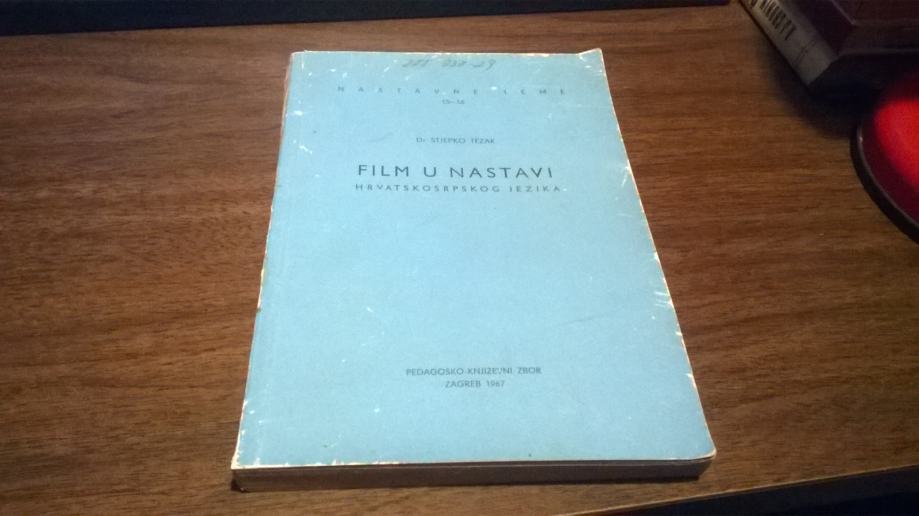 NASTAVNE TEME
15—16
Dr STJEPKO TEŽAK
FILM U NASTAVI
HRVATSKOSRPSKOG JEZIKA
PEDAGOŠKO-KNJIŽEVNI ZBOR
ZAGREB 1967